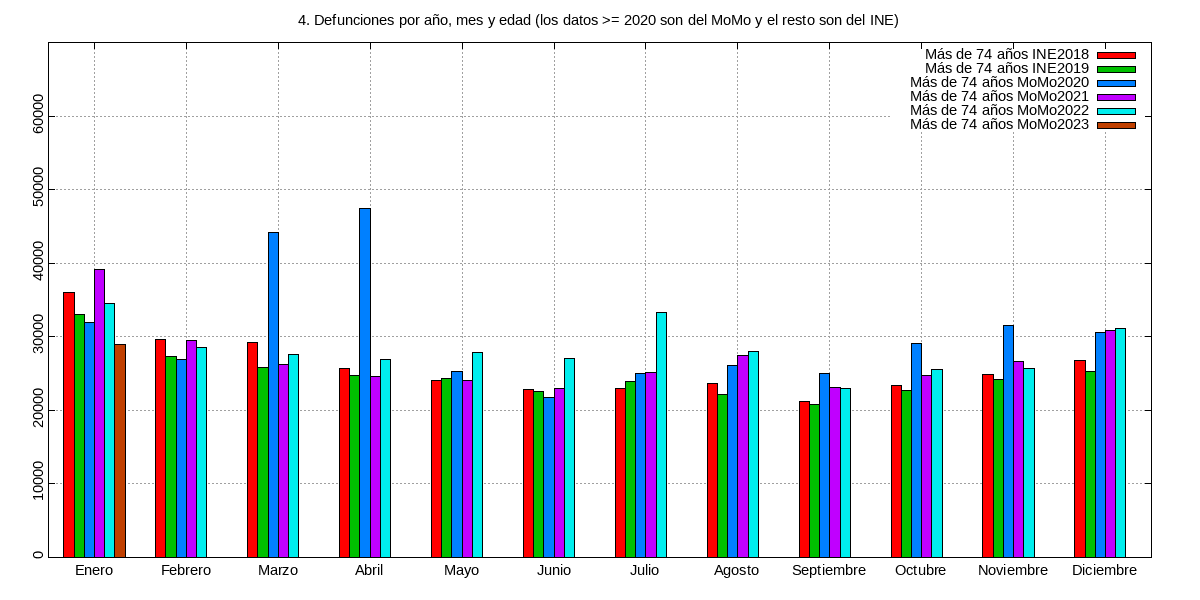 4. Defunciones por año, mes y edad (los datos >= 2020 son del MoMo y el resto son del INE)
Más de 74 años INE2018
Más de 74 años INE2019
Más de 74 años MoMo2020
Más de 74 años MoMo2021
Más de 74 años MoMo2022
Más de 74 años MoMo2023
60000
50000
40000
30000
20000
10000
0
Enero Febrero Marzo Abril Mayo Junio Julio Agosto Septiembre Octubre Noviembre Diciembre